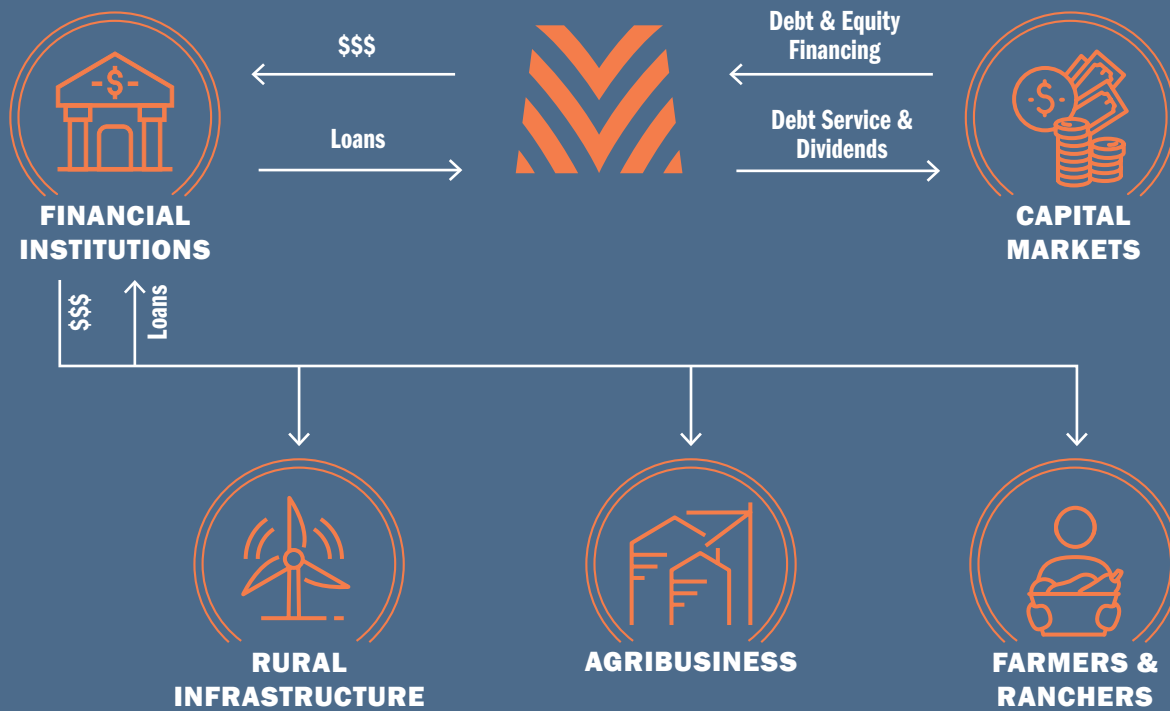 $$$
Loans
Debt & Equity
Financing
Debt Service &
Dividends
-$-
-$-
FINANCIAL
INSTITUTIONS
CAPITAL
MARKETS
$$$
Loans
RURAL
INFRASTRUCTURE
AGRIBUSINESS
FARMERS &
RANCHERS